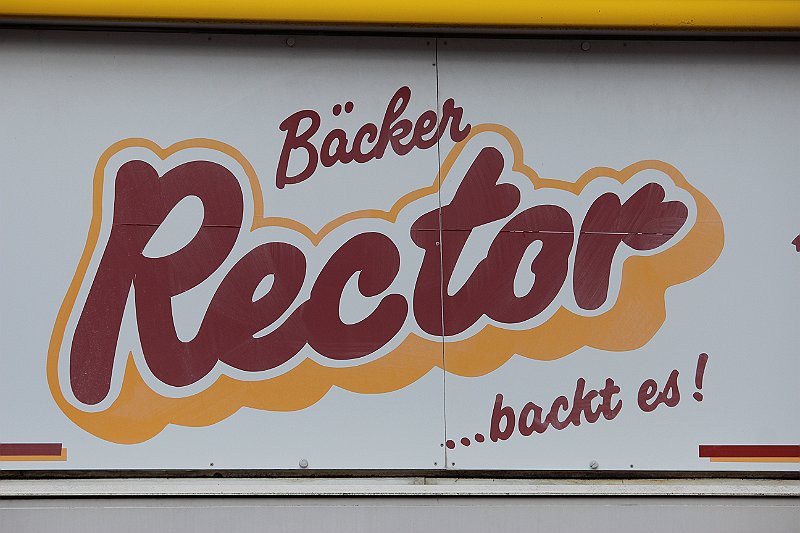 Bäcker
Rector
...backt es!